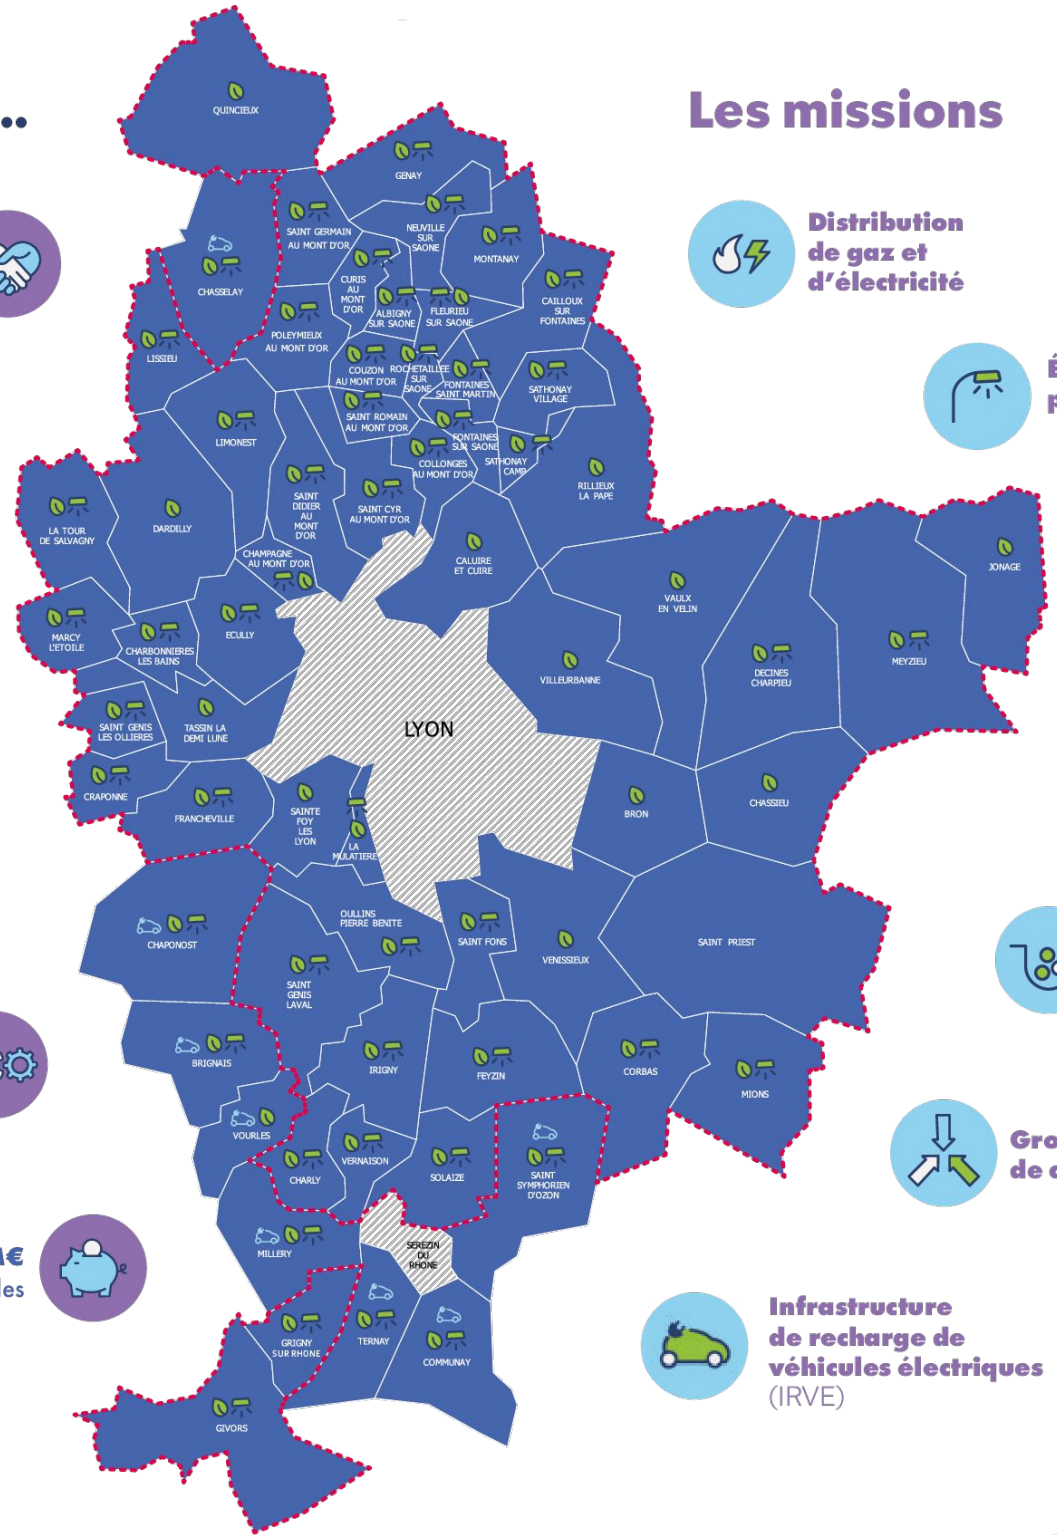 Les missions
Distribution
de gaz et
d'électricité
Infrastructure
de recharge de
véhicules électriques
(IRVE)
QUINCIEUX
GENAY
SAINT GERMAIN
AU MONT D'OR
NEUVILLE
SUR
SAONE
MONTANAY
CHASSELAY
CURIS
AU
MONT
D'OR
ALBIGNY
SUR SAONE
FLEURIEU
SUR SAONE
CAILLOUX
SUR
FONTAINES
LISSIEU
POLEYMIEUX
AU MONT D'OR
COUZON
AU MONT D'OR
ROCHETAILLEE
SUR
SAONE
FONTAINES
SAINT MARTIN
SATHONAY
VILLAGE
LIMONEST
SAINT ROMAIN
AU MONT D'OR
FONTAINES
SUR SAONE
COLLONGES
AU MONT D'OR
SATHONAY
CAMP
RILLIEUX
LA PAPE
LA TOUR
DE SALVAGNY
DARDILLY
SAINT
DIDIER
AU
MONT
D'OR
SAINT CYR
AU MONT D'OR
CHAMPAGNE
AU MONT D'OR
CALUIRE
ET CUIRE
VAULX
EN VELIN
JONAGE
MARCY
L'ETOILE
CHARBONNIERES
LES BAINS
ECULLY
VILLEURBANNE
DECINES
CHARPIEU
MEYZIEU
SAINT GENIS
LES OLLIERES
TASSIN LA
DEMI LUNE
LYON
CRAPONNE
FRANCHEVILLE
SAINTE
FOY
LES
LYON
LA
MULATIERE
BRON
CHASSIEU
CHAPONOST
OULLINS
PIERRE BENITE
SAINT FONS
VENISSIEUX
SAINT PRIEST
SAINT
GENIS
LAVAL
BRIGNAIS
IRIGNY
FEYZIN
CORBAS
MIONS
VOURLES
CHARLY
VERNAISON
SOLAIZE
SAINT
SYMPHORIEN
D'OZON
MILLERY
SEREZIN
DU
RHONE
GRIGNY
SUR RHONE
TERNAY
COMMUNAY
GIVORS